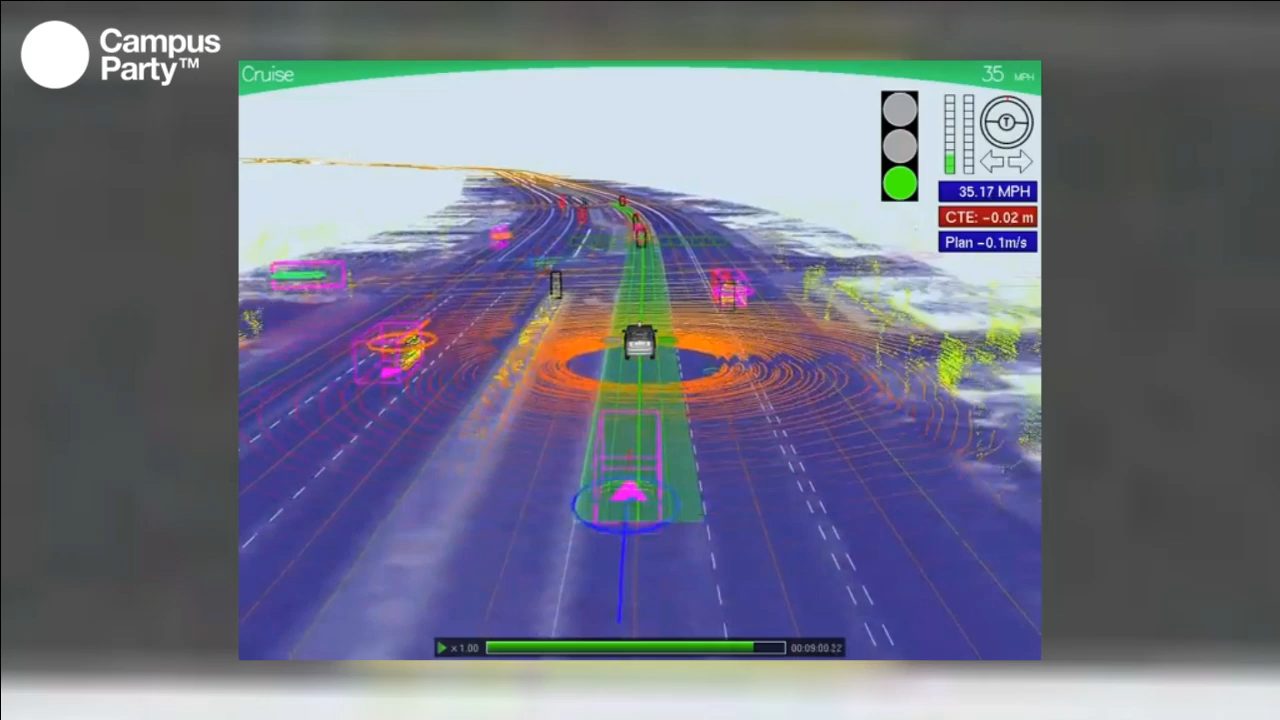 Campus
Party™
Cruise
35 MPH
T
35.17 MPH
CTE: -0.02 m
Plan -0.1m/s
× 1.00
00:09:00.22